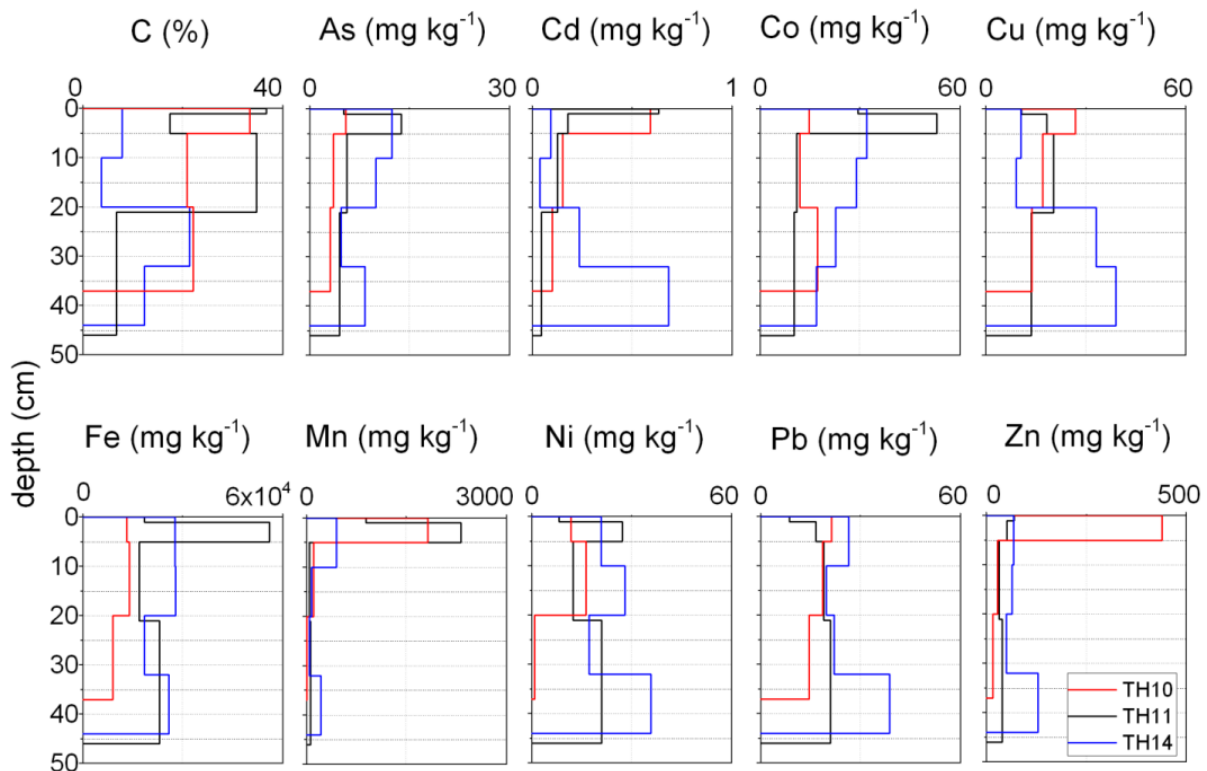 C (%) As (mg kg⁻¹) Cd (mg kg⁻¹) Co (mg kg⁻¹) Cu (mg kg⁻¹)
0 40 0 30 0 1 0 60 0 60
0
10
20
30
40
50
depth (cm)
Fe (mg kg⁻¹) Mn (mg kg⁻¹) Ni (mg kg⁻¹) Pb (mg kg⁻¹) Zn (mg kg⁻¹)
0 6x10⁴ 0 3000 0 60 0 60 0 500
0
10
20
30
40
50
TH10
TH11
TH14